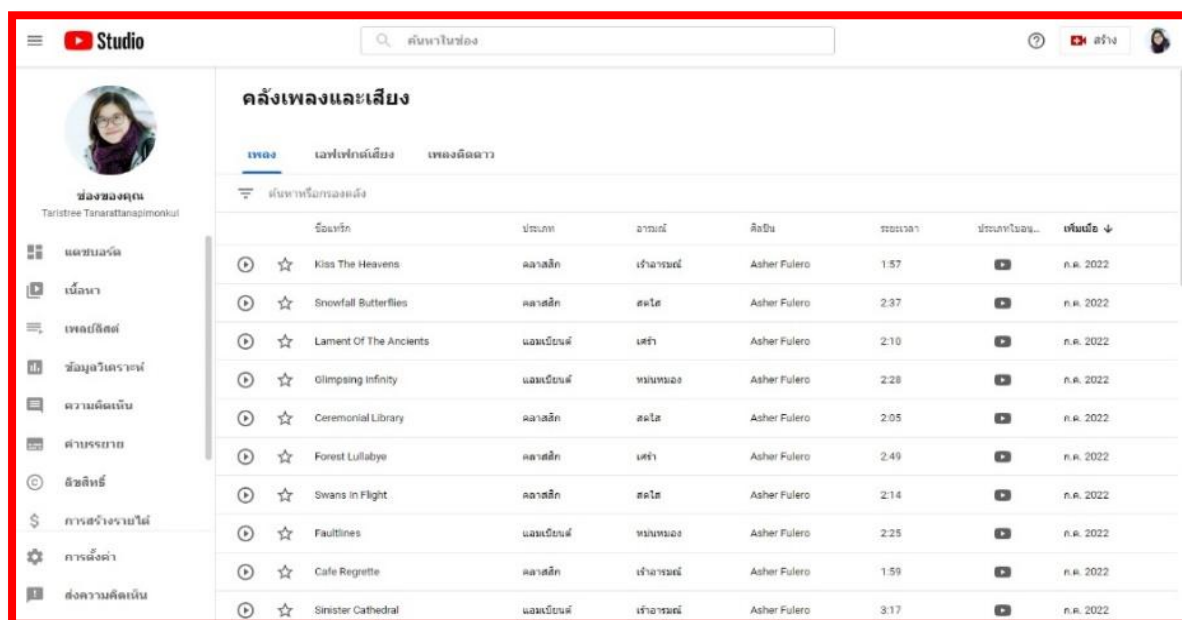 Studio
ค้นหาในช่อง
สร้าง
ช่องของคุณ
Taristree Tanarattanapimonkul
แดชบอร์ด
เนื้อหา
เพลย์ลิสต์
ข้อมูลวิเคราะห์
ความคิดเห็น
คำบรรยาย
ลิขสิทธิ์
การสร้างรายได้
การตั้งค่า
ส่งความคิดเห็น
คลังเพลงและเสียง
เพลง เอฟเฟกต์เสียง เพลงติดดาว
ค้นหาหรือกรองคลัง
ชื่อแทร็ก ประเภท อารมณ์ ศิลปิน ระยะเวลา ประเภทใบอนุ... เพิ่มเมื่อ
Kiss The Heavens คลาสสิก เร้าอารมณ์ Asher Fulero 1:57 ก.ค. 2022
Snowfall Butterflies คลาสสิก สดใส Asher Fulero 2:37 ก.ค. 2022
Lament Of The Ancients แอมเบียนต์ เศร้า Asher Fulero 2:10 ก.ค. 2022
Glimpsing Infinity แอมเบียนต์ หม่นหมอง Asher Fulero 2:28 ก.ค. 2022
Ceremonial Library คลาสสิก สดใส Asher Fulero 2:05 ก.ค. 2022
Forest Lullabye คลาสสิก เศร้า Asher Fulero 2:49 ก.ค. 2022
Swans In Flight คลาสสิก สดใส Asher Fulero 2:14 ก.ค. 2022
Faultlines แอมเบียนต์ หม่นหมอง Asher Fulero 2:25 ก.ค. 2022
Cafe Regrette คลาสสิก เร้าอารมณ์ Asher Fulero 1:59 ก.ค. 2022
Sinister Cathedral แอมเบียนต์ เร้าอารมณ์ Asher Fulero 3:17 ก.ค. 2022